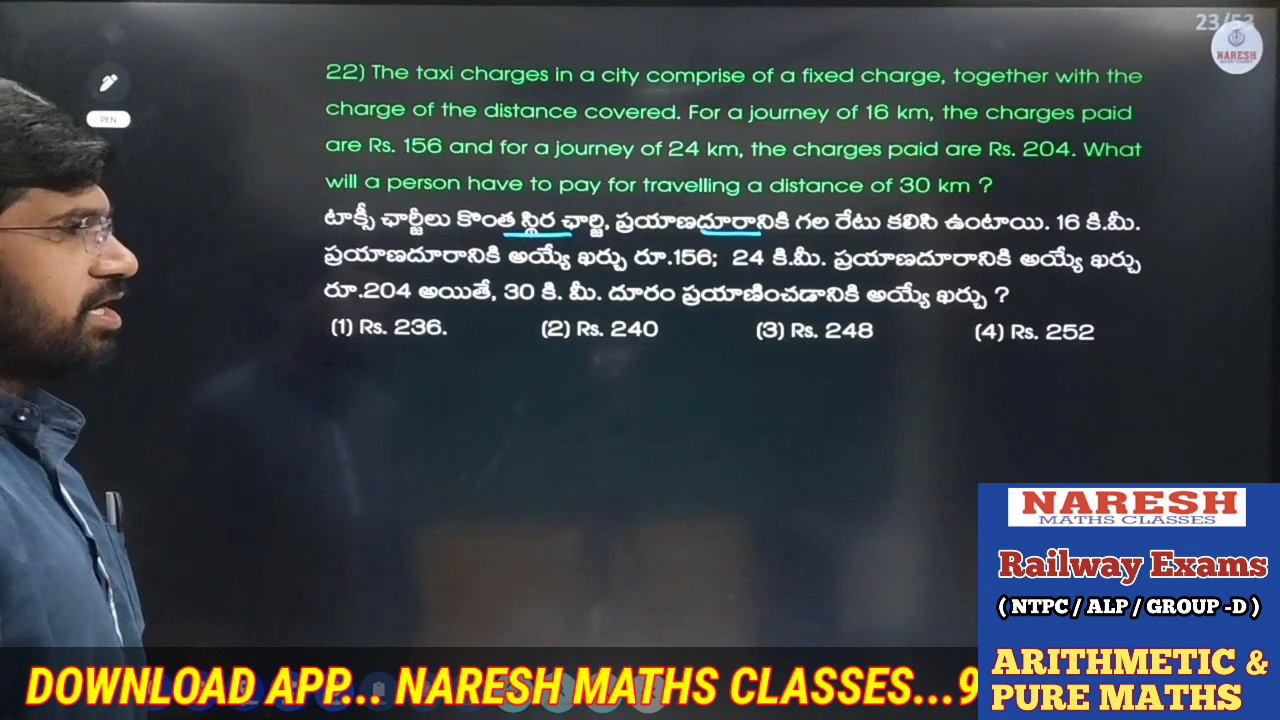 23/53
NARESH
PEN
22) The taxi charges in a city comprise of a fixed charge, together with the
charge of the distance covered. For a journey of 16 km, the charges paid
are Rs. 156 and for a journey of 24 km, the charges paid are Rs. 204. What
will a person have to pay for travelling a distance of 30 km ?
టాక్సీ ఛార్జీలు కొంత స్థిర ఛార్జి, ప్రయాణదూరానికి గల రేటు కలిసి ఉంటాయి. 16 కి.మీ.
ప్రయాణదూరానికి అయ్యే ఖర్చు రూ.156; 24 కి.మీ. ప్రయాణదూరానికి అయ్యే ఖర్చు
రూ.204 అయితే, 30 కి. మీ. దూరం ప్రయాణించడానికి అయ్యే ఖర్చు ?
(1) Rs. 236. (2) Rs. 240 (3) Rs. 248 (4) Rs. 252
NARESH
MATHS CLASSES
Railway Exams
( NTPC / ALP / GROUP -D )
ARITHMETIC &
PURE MATHS
DOWNLOAD APP... NARESH MATHS CLASSES...9